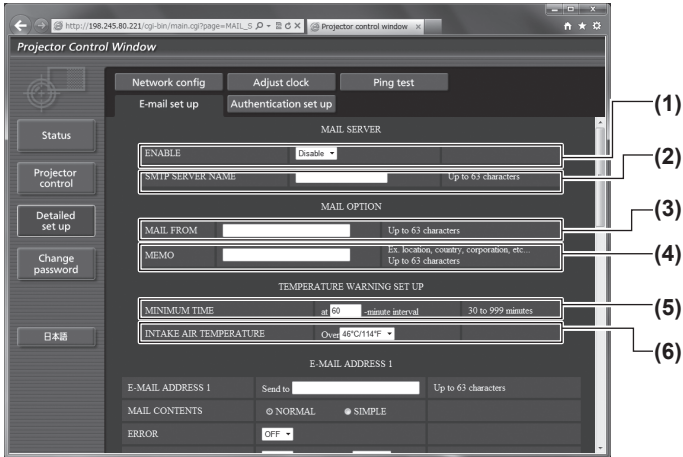 http://198.245.80.221/cgi-bin/main.cgi?page=MAIL_S
Projector control window
Projector Control Window
Network config
Adjust clock
Ping test
E-mail set up
Authentication set up
Status
Projector
control
Detailed
set up
Change
password
日本語
MAIL SERVER
ENABLE Disable
SMTP SERVER NAME Up to 63 characters
MAIL OPTION
MAIL FROM Up to 63 characters
MEMO Ex. location, country, corporation, etc...
Up to 63 characters
TEMPERATURE WARNING SET UP
MINIMUM TIME at 60 -minute interval 30 to 999 minutes
INTAKE AIR TEMPERATURE Over 46°C/114°F
E-MAIL ADDRESS 1
E-MAIL ADDRESS 1 Send to Up to 63 characters
MAIL CONTENTS NORMAL SIMPLE
ERROR OFF
(1)
(2)
(3)
(4)
(5)
(6)